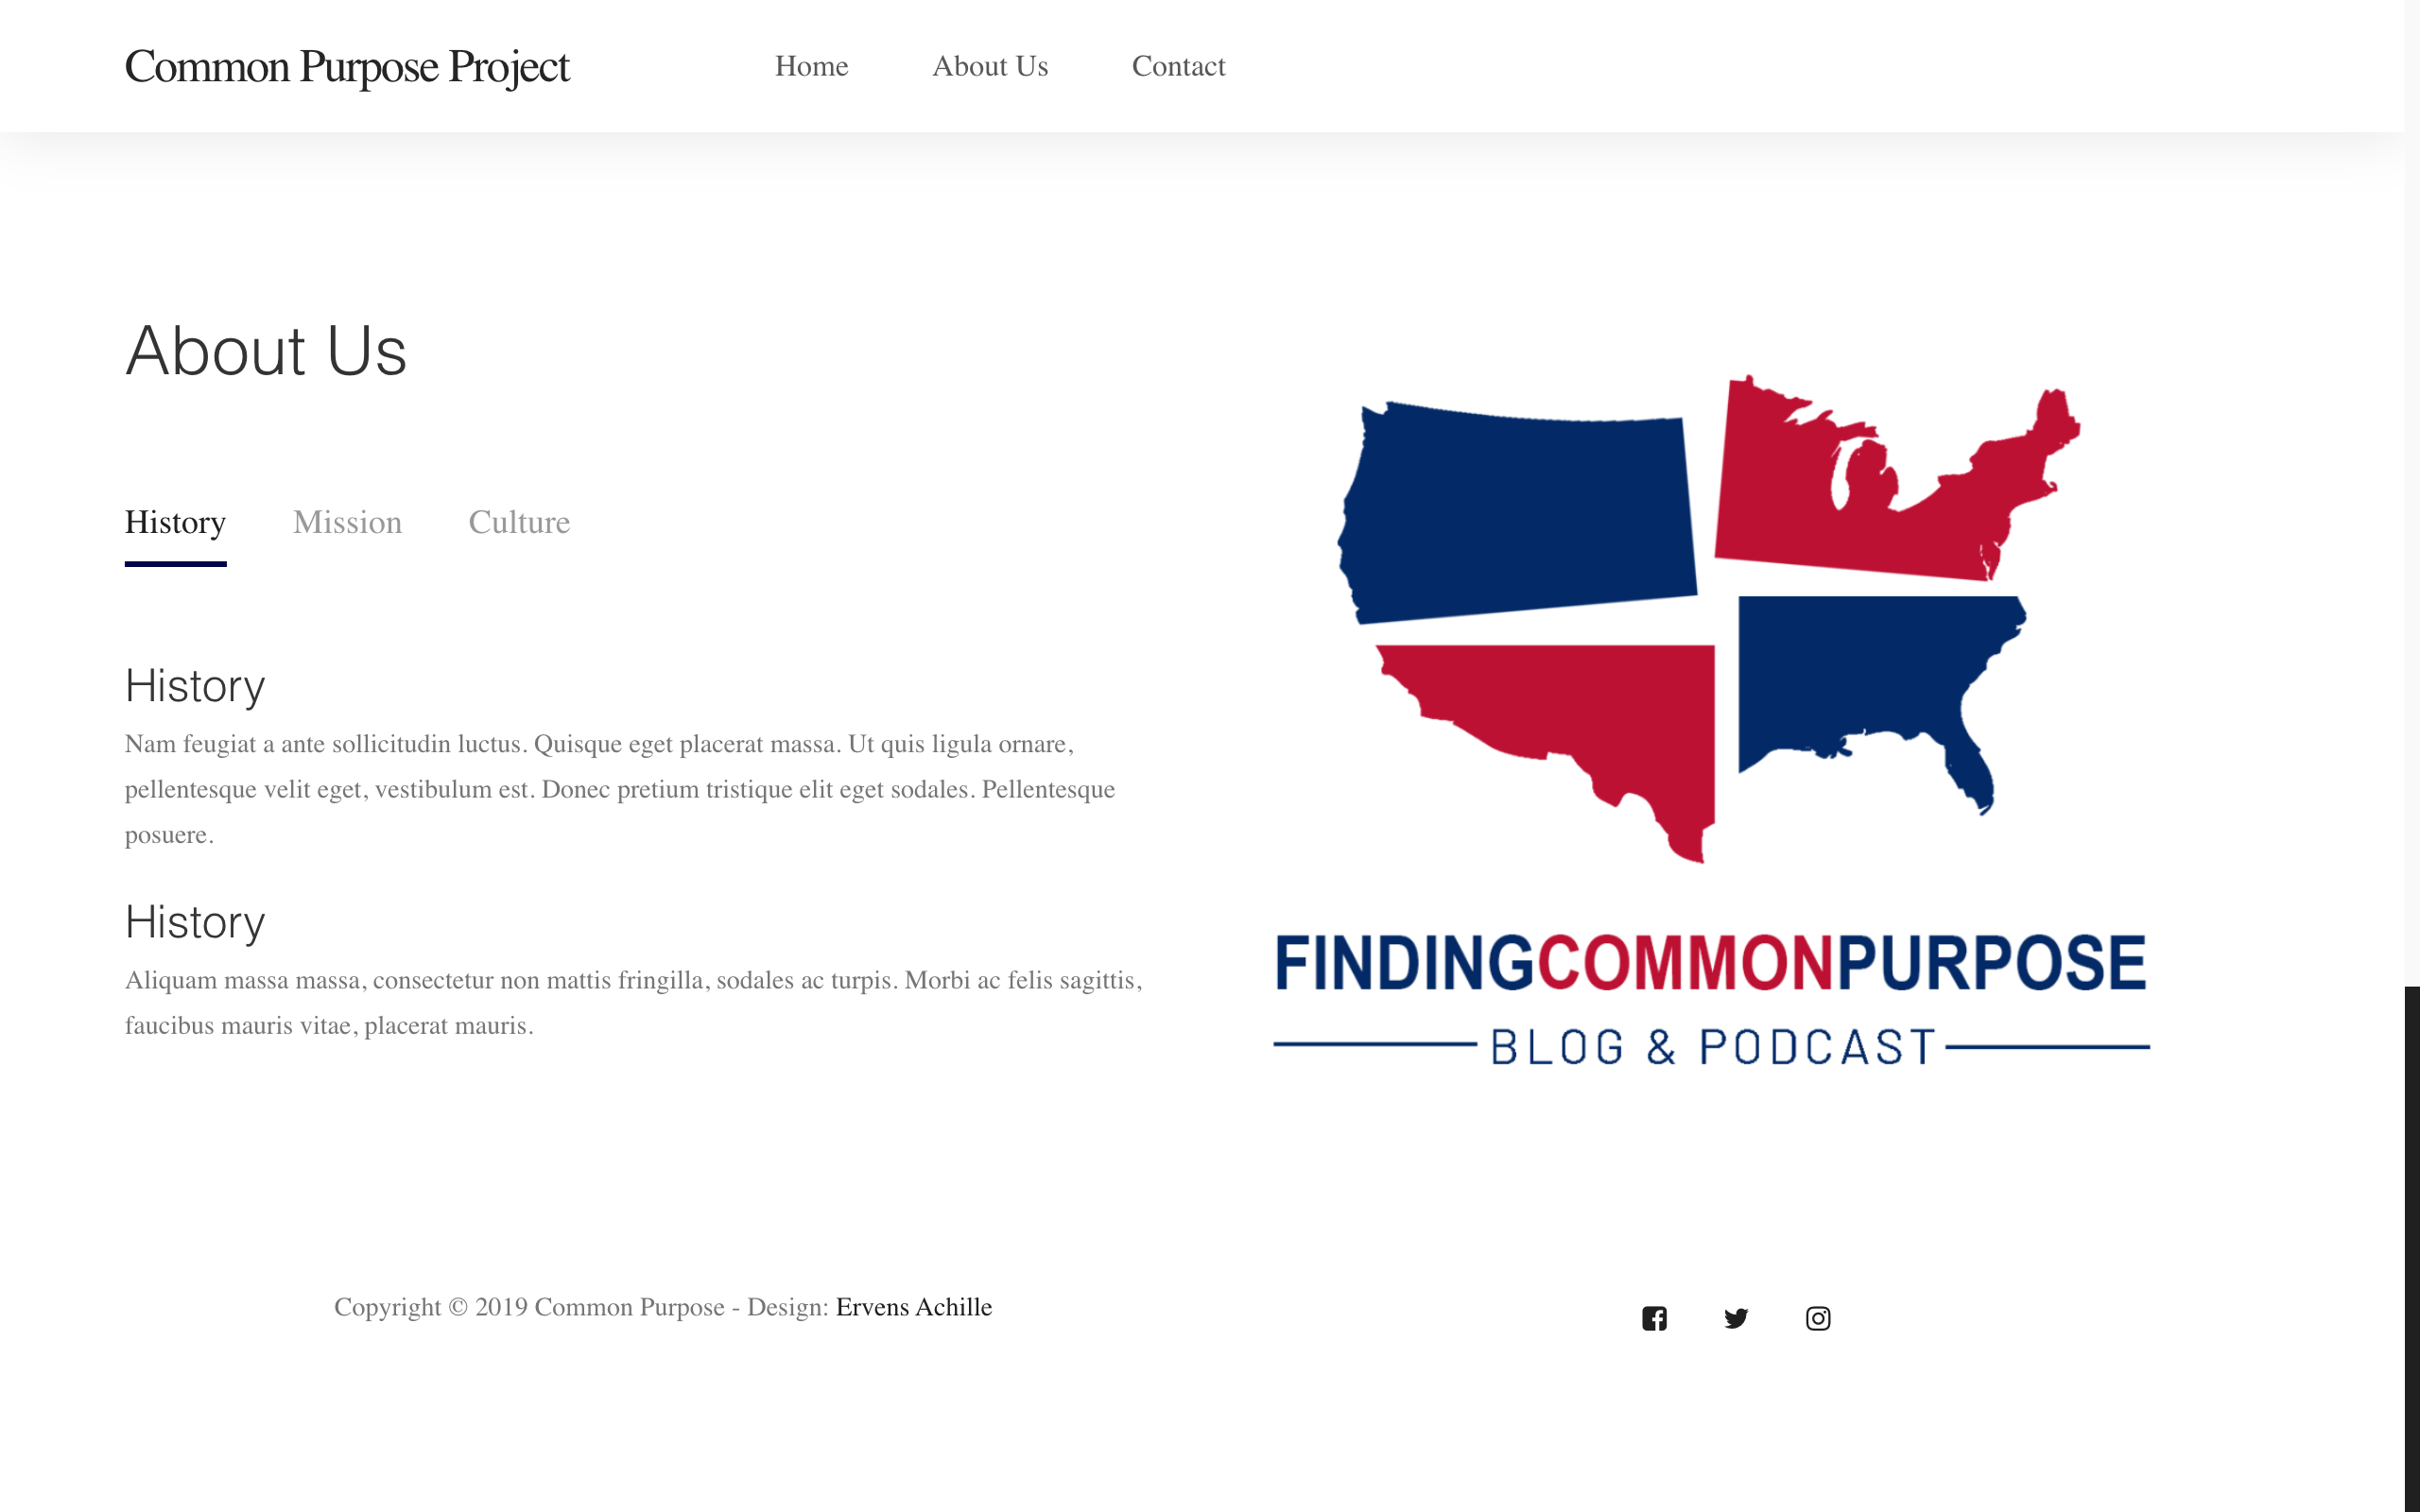 Common Purpose Project
Home
About Us
Contact
About Us
History
Mission
Culture
History
Nam feugiat a ante sollicitudin luctus. Quisque eget placerat massa. Ut quis ligula ornare,
pellentesque velit eget, vestibulum est. Donec pretium tristique elit eget sodales. Pellentesque
posuere.
History
Aliquam massa massa, consectetur non mattis fringilla, sodales ac turpis. Morbi ac felis sagittis,
faucibus mauris vitae, placerat mauris.
FINDINGCOMMONPURPOSE
BLOG & PODCAST
Copyright © 2019 Common Purpose - Design: Ervens Achille